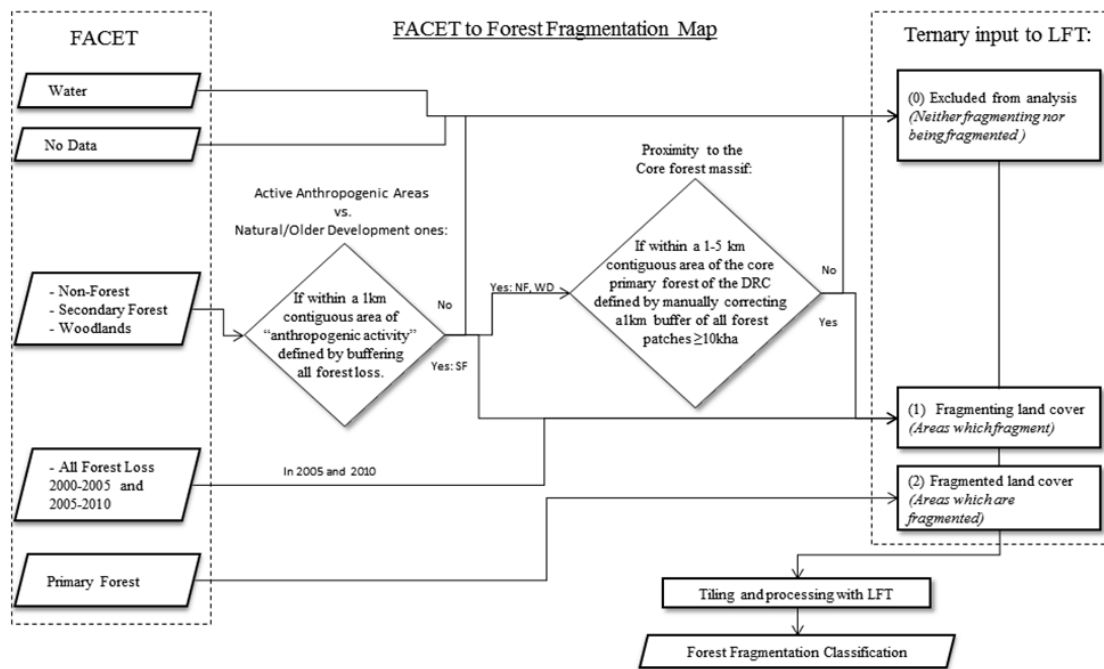 FACET
FACET to Forest Fragmentation Map
Ternary input to LFT:
Water
No Data
(0) Excluded from analysis
(Neither fragmenting nor
being fragmented )
Active Anthropogenic Areas
vs.
Natural/Older Development ones:
Proximity to the
Core forest massif:
- Non-Forest
- Secondary Forest
- Woodlands
If within a 1km
contiguous area of
“anthropogenic activity”
defined by buffering
all forest loss.
No
Yes: SF
Yes: NF, WD
If within a 1-5 km
contiguous area of the core
primary forest of the DRC
defined by manually correcting
a1km buffer of all forest
patches ≥10kha
No
Yes
- All Forest Loss
2000-2005 and
2005-2010
In 2005 and 2010
(1) Fragmenting land cover
(Areas which fragment)
(2) Fragmented land cover
(Areas which are
fragmented)
Primary Forest
Tiling and processing with LFT
Forest Fragmentation Classification